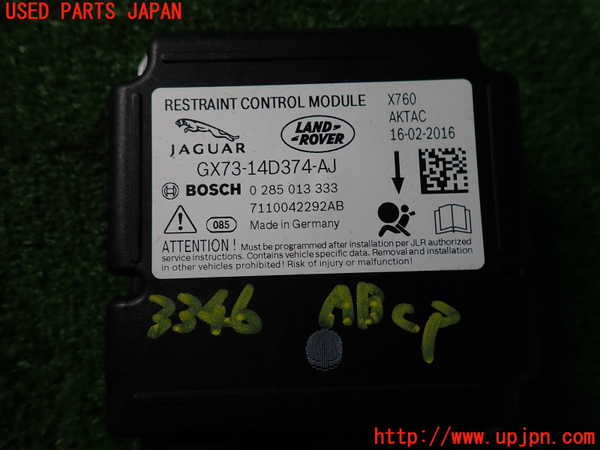 USED PARTS JAPAN
RESTRAINT CONTROL MODULE X760
AKTAC
16-02-2016
JAGUAR LAND ROVER
GX73-14D374-AJ
BOSCH 0 285 013 333
7110042292AB
085 Made in Germany
ATTENTION! Must be programmed after installation per JLR authorized
service instructions. Contains vehicle specific data. Removal and installation
in other vehicles prohibited! Risk of injury or malfunction!
3346 ABCP
http://www.upjpn.com/